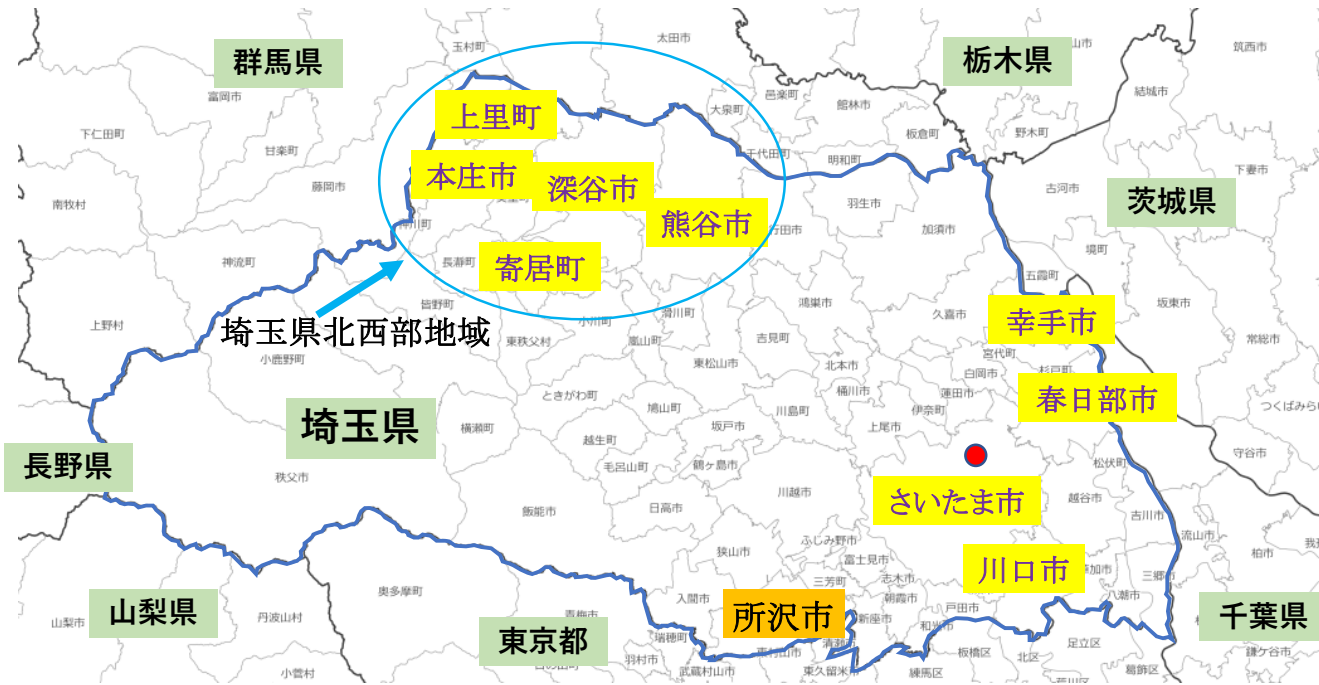 玉村町
太田市
群馬県
栃木県
山市
筑西市
富岡市
上里町
大泉町
邑楽町
館林市
結城市
下仁田町
板倉町
野木町
甘楽町
千代田町
明和町
下妻市
藤岡市
本庄市
深谷市
古河市
茨城県
南牧村
羽生市
熊谷市
神川町
行田市
加須市
境町
神流町
長瀞町
寄居町
五霞町
皆野町
鴻巣市
坂東市
上野村
埼玉県北西部地域
小川町
滑川町
久喜市
幸手市
常総市
小鹿野町
東秩父村
嵐山町
吉見町
宮代町
東松山市
北本市
白岡市
杉戸町
ときがわ町
桶川市
蓮田市
春日部市
つくばみらい
埼玉県
横瀬町
鳩山町
坂戸市
川島町
伊奈町
上尾市
越生町
守谷市
長野県
毛呂山町
鶴ヶ島市
松伏町
秩父市
川越市
さいたま市
越谷市
飯能市
日高市
吉川市
流山市
狭山市
ふじみ野市
柏市
富士見市
川口市
草加市
三郷市
奥多摩町
入間市
三芳町
志木市
八潮市
山梨市
山梨県
丹波山村
青梅市
所沢市
朝霞市
戸田市
千葉県
東京都
瑞穂町
新座市
和光市
清瀬市
足立区
羽村市
東村山市
板橋区
北区
鎌ケ谷市
小菅村
日の出町
武蔵村山市
東久留米市
練馬区
葛飾区
荒川区